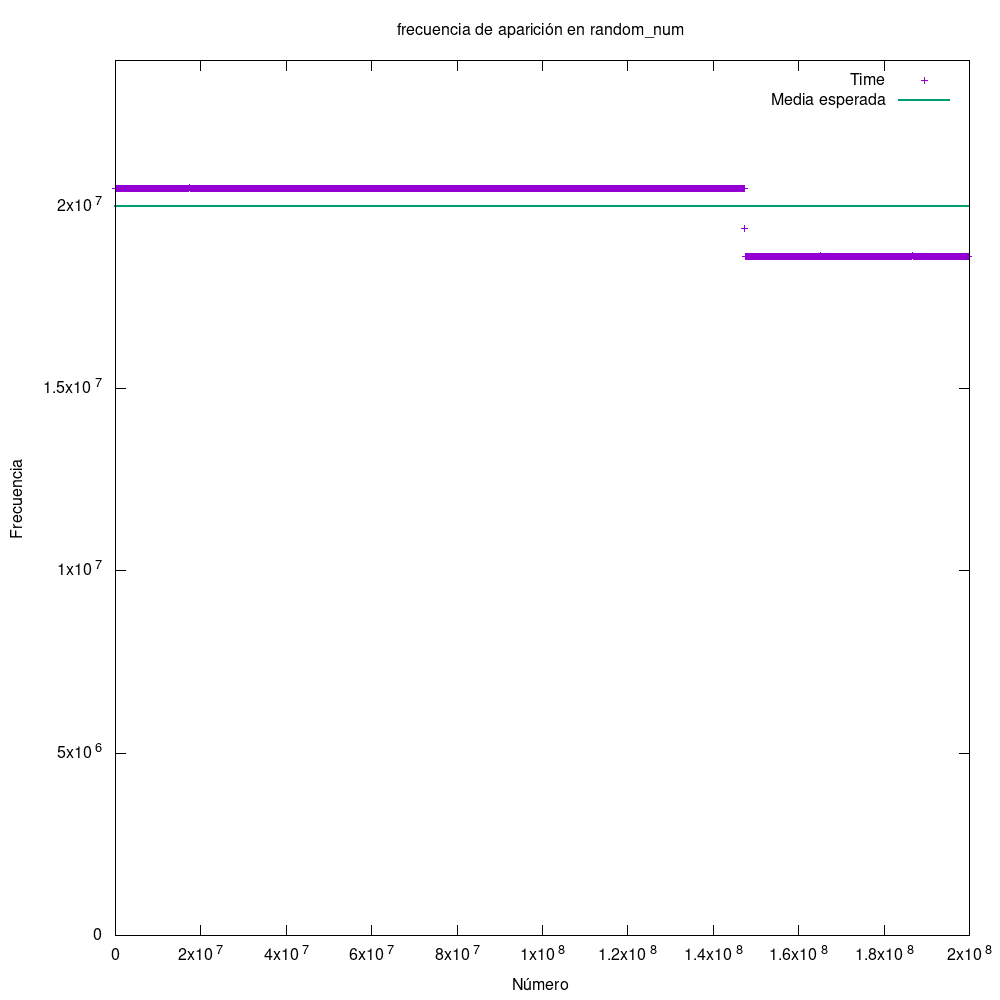 frecuencia de aparición en random_num
Time
Media esperada
2x10^7
1.5x10^7
1x10^7
5x10^6
0
Frecuencia
0 2x10^7 4x10^7 6x10^7 8x10^7 1x10^8 1.2x10^8 1.4x10^8 1.6x10^8 1.8x10^8 2x10^8
Número